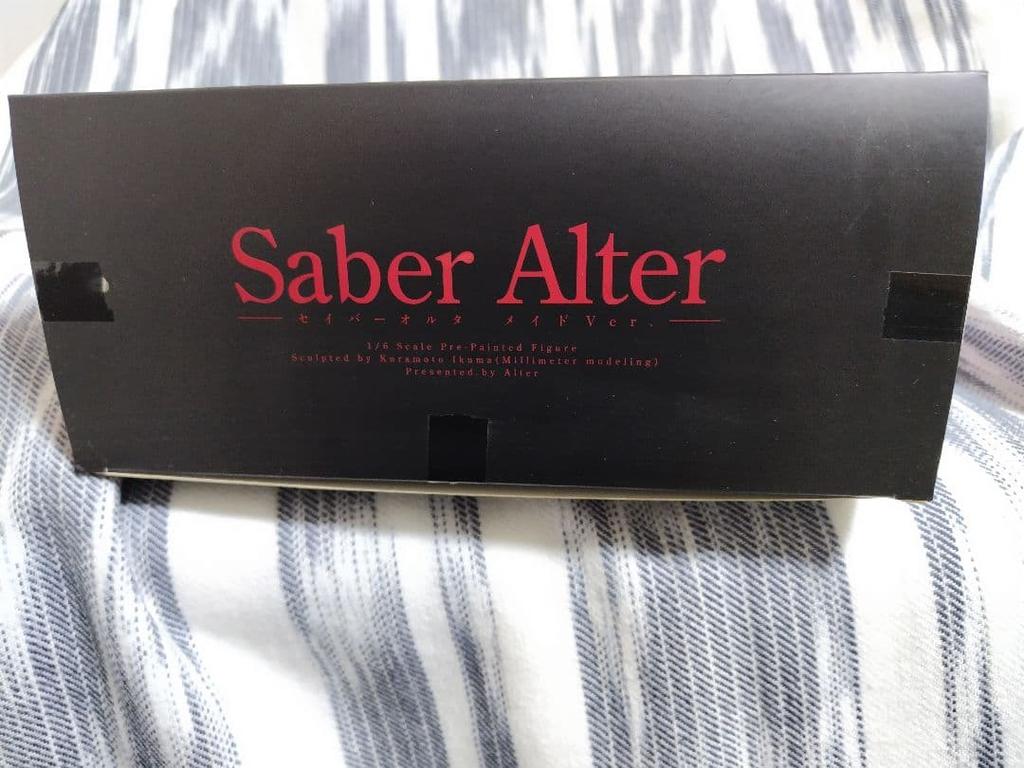 Saber Alter
セイバーオルタ メイドVer.
1/6 Scale Pre-Painted Figure
Sculpted by Kuramoto Ikuma(Millimeter modeling)
Presented by Alter